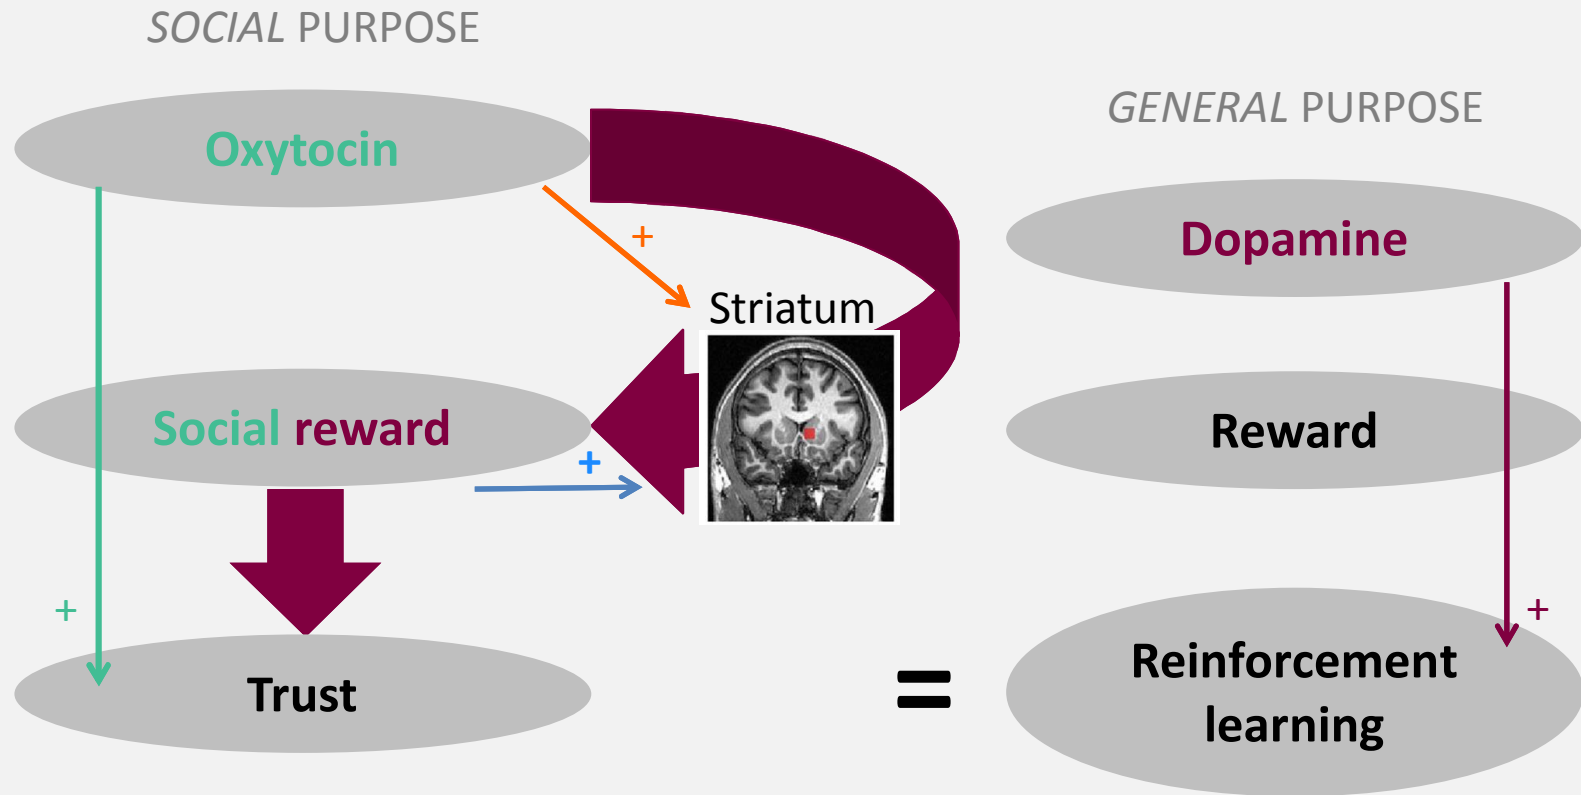 SOCIAL PURPOSE
Oxytocin
+
Striatum
Social reward
+
+
Trust
=
GENERAL PURPOSE
Dopamine
Reward
+
Reinforcement
learning